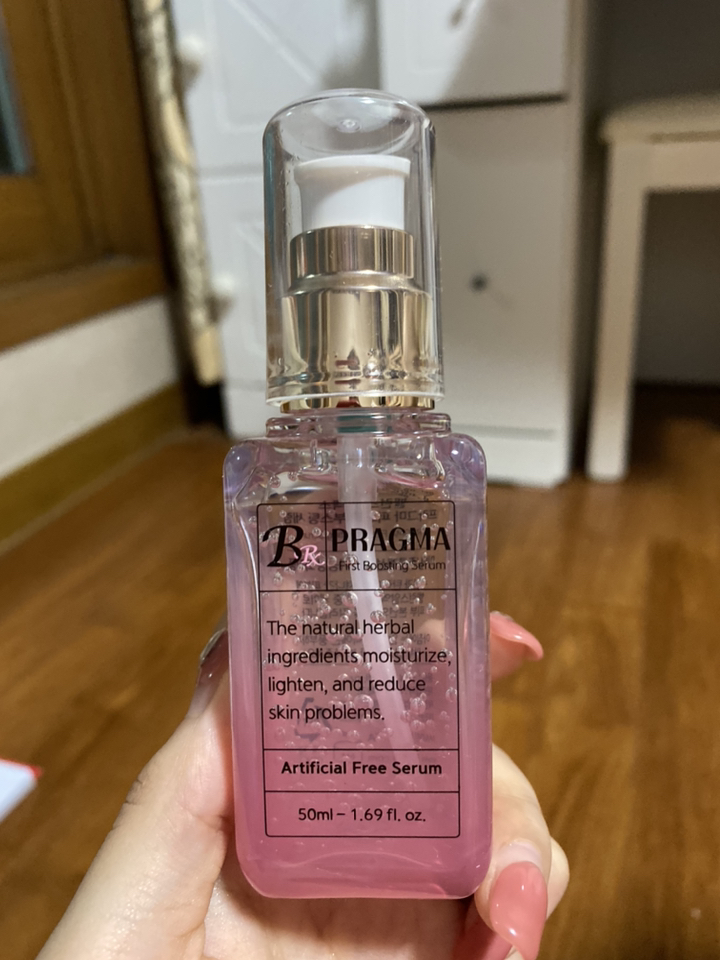 BR PRAGMA
First Boosting Serum
The natural herbal
ingredients moisturize,
lighten, and reduce
skin problems.
Artificial Free Serum
50ml – 1.69 fl. oz.